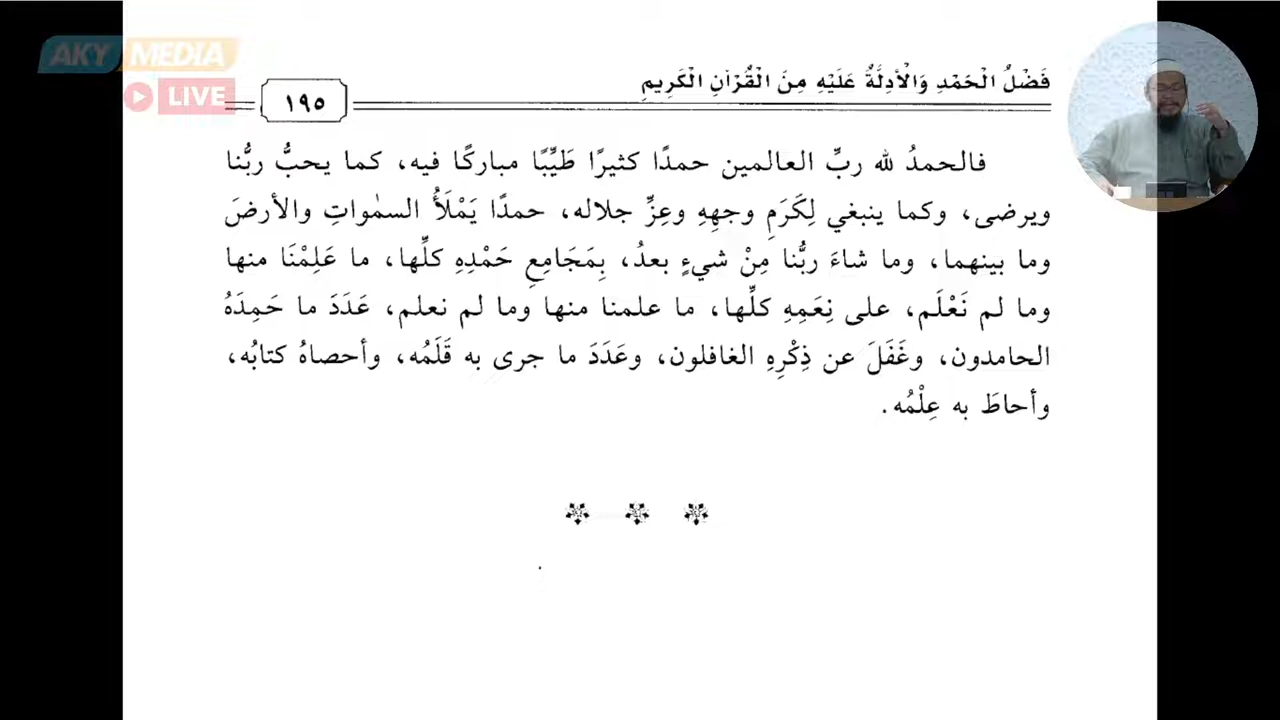 AKY MEDIA
LIVE
فَضْلُ الْحَمْدِ وَالْأَدِلَّةُ عَلَيْهِ مِنَ الْقُرْآنِ الْكَرِيمِ
١٩٥
فالحمدُ لله ربِّ العالمين حمدًا كثيرًا طَيِّبًا مباركًا فيه، كما يحبُّ ربُّنا
ويرضى، وكما ينبغي لِكَرَمِ وجهِهِ وعِزِّ جلاله، حمدًا يَمْلَأُ السمٰواتِ والأرضَ
وما بينهما، وما شاءَ ربُّنا مِنْ شيءٍ بعدُ، بِمَجَامِعِ حَمْدِهِ كلِّها، ما عَلِمْنَا منها
وما لم نَعْلَم، على نِعَمِهِ كلِّها، ما علمنا منها وما لم نعلم، عَدَدَ ما حَمِدَهُ
الحامدون، وغَفَلَ عن ذِكْرِهِ الغافلون، وعَدَدَ ما جرى به قَلَمُه، وأحصاهُ كتابُه،
وأحاطَ به عِلْمُه.